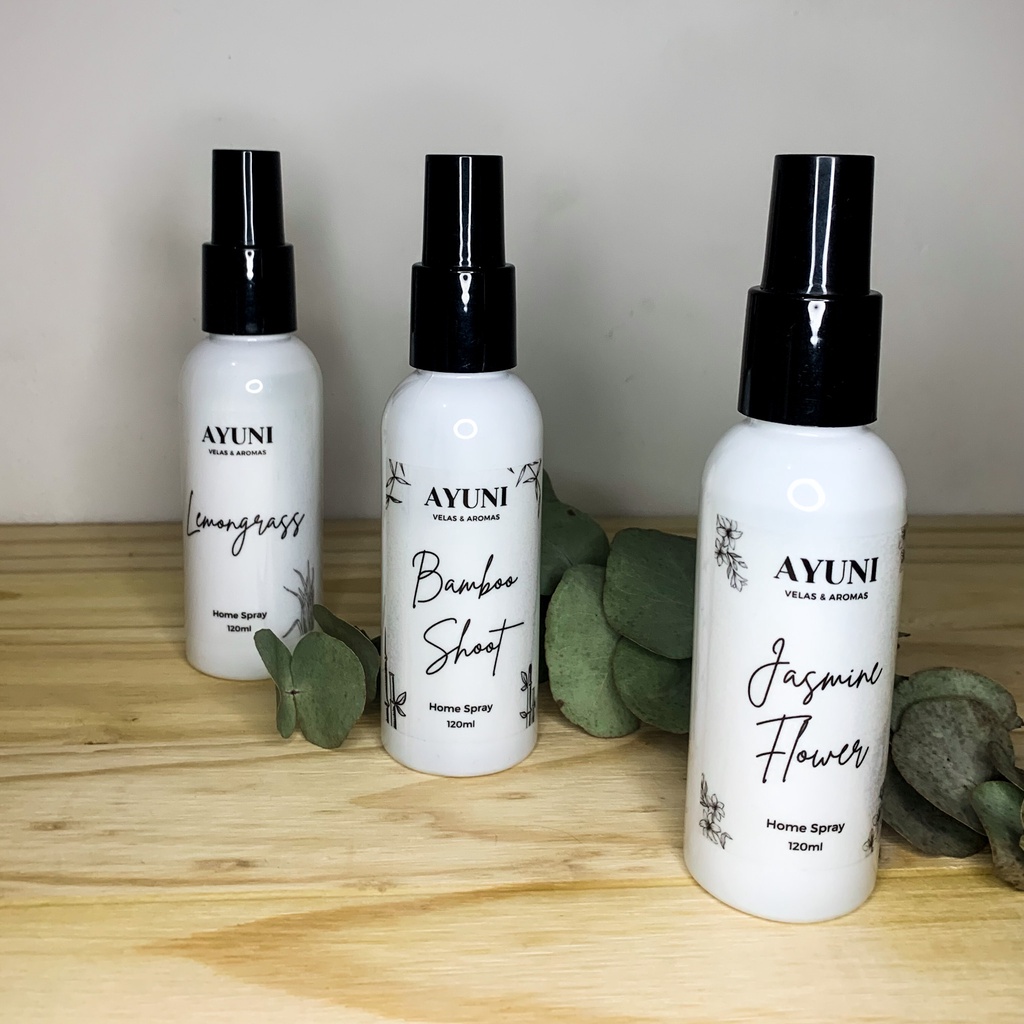 AYUNI
VELAS & AROMAS
Lemongrass
Home Spray
120ml
AYUNI
VELAS & AROMAS
Bamboo
Shoot
Home Spray
120ml
AYUNI
VELAS & AROMAS
Jasmine
Flower
Home Spray
120ml